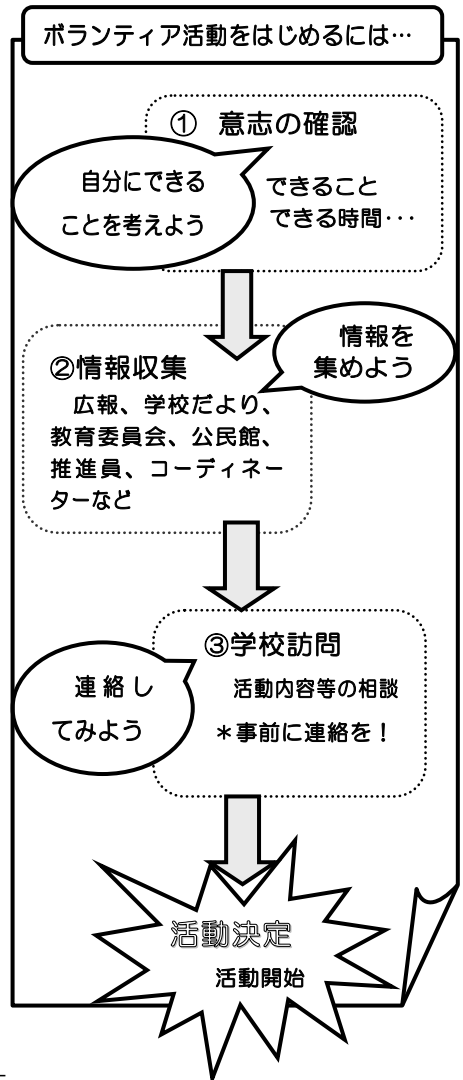 ボランティア活動をはじめるには…
① 意志の確認
自分にできる
ことを考えよう
できること
できる時間･･･
情報を
集めよう
②情報収集
広報、学校だより、
教育委員会、公民館、
推進員、コーディネー
ターなど
③学校訪問
連絡し
てみよう
活動内容等の相談
＊事前に連絡を！
活動決定
活動開始